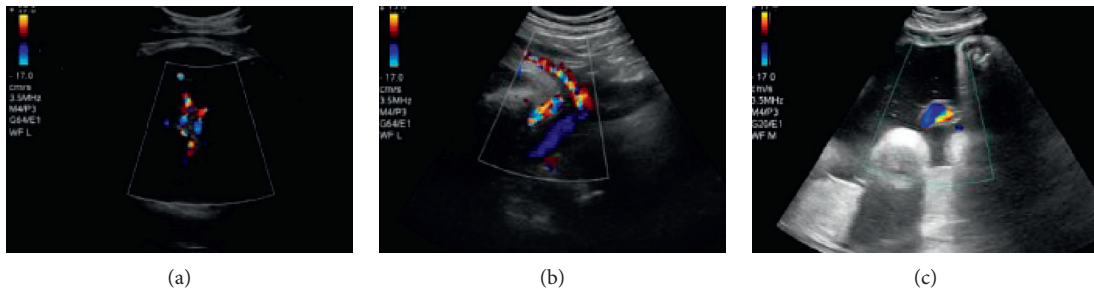 - 17.0
cm/s
3.5MHz
M4/P3
G64/E1
WF L
- 17.0
cm/s
3.5MHz
M4/P3
G64/E1
WF L
- 17.0
cm/s
3.5MHz
M4/P3
G20/E1
WF M
(a)
(b)
(c)